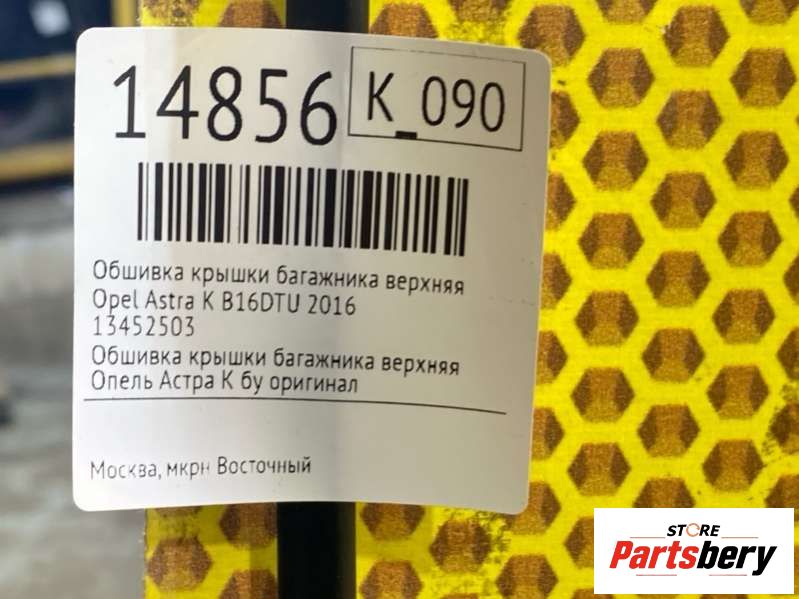 14856
K_090
Обшивка крышки багажника верхняя
Opel Astra K B16DTU 2016
13452503
Обшивка крышки багажника верхняя
Опель Астра К бу оригинал
Москва, мкрн Восточный
STORE
Partsbery